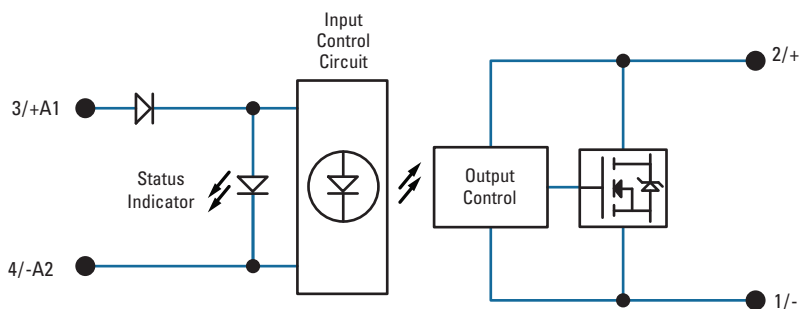 Input
Control
Circuit
2/+
3/+A1
Status
Indicator
Output
Control
4/-A2
1/-